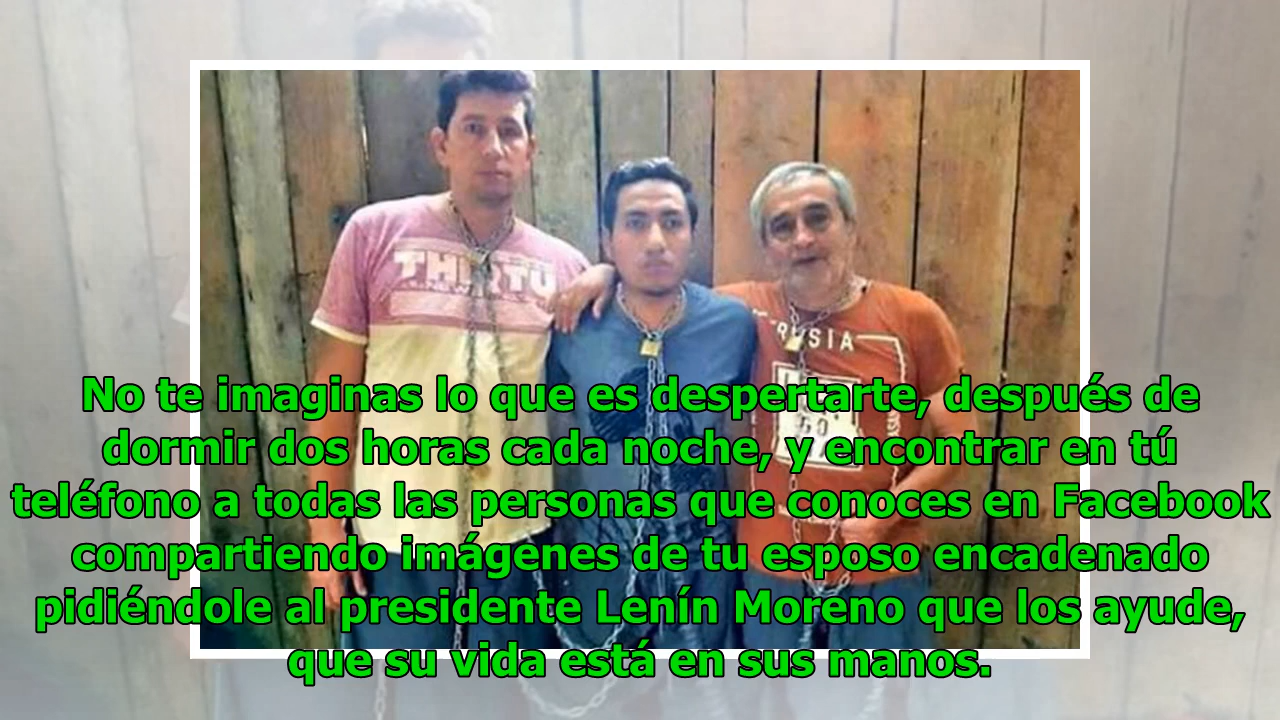 THIRTY
RUSIA
No te imaginas lo que es despertarte, después de
dormir dos horas cada noche, y encontrar en tú
teléfono a todas las personas que conoces en Facebook
compartiendo imágenes de tu esposo encadenado
pidiéndole al presidente Lenín Moreno que los ayude,
que su vida está en sus manos.